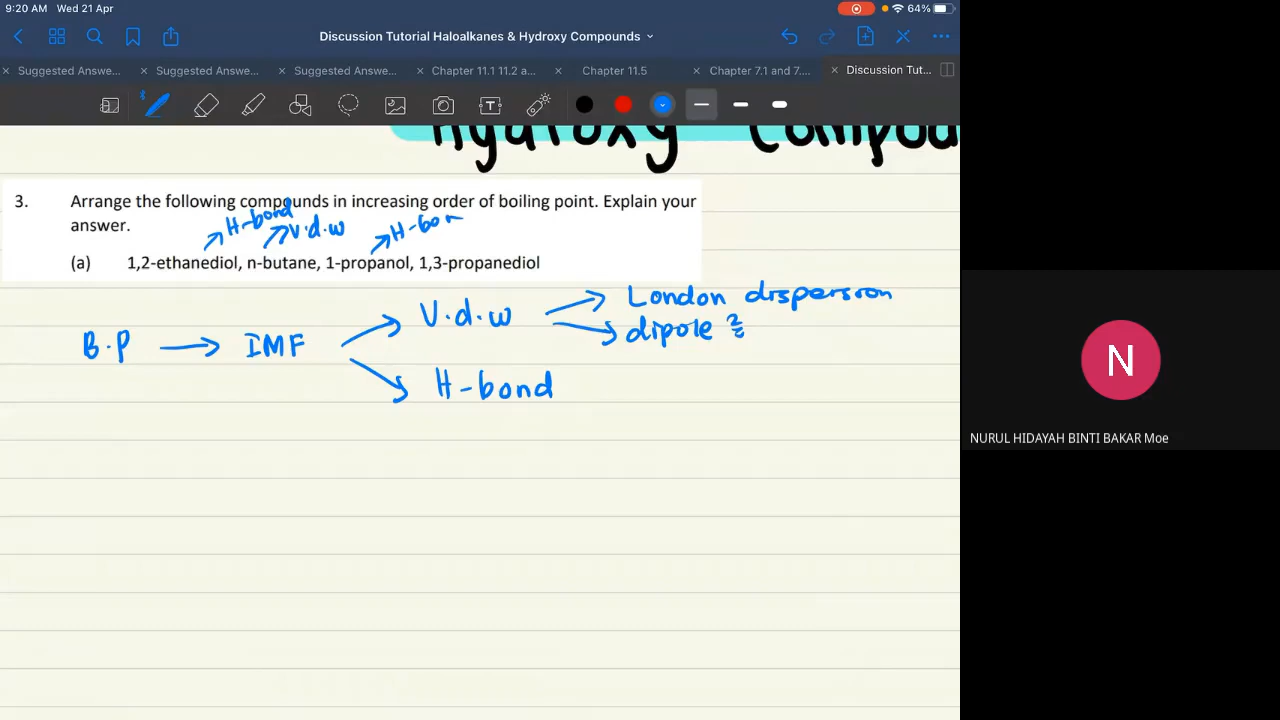 9:20 AM Wed 21 Apr
64%
Discussion Tutorial Haloalkanes & Hydroxy Compounds
Suggested Answe...
Suggested Answe...
Suggested Answe...
Chapter 11.1 11.2 a...
Chapter 11.5
Chapter 7.1 and 7....
Discussion Tut...
Hydroxy Compou
3. Arrange the following compounds in increasing order of boiling point. Explain your
answer.
H-bond
V.d.w
H-bon
(a) 1,2-ethanediol, n-butane, 1-propanol, 1,3-propanediol
B.P → IMF
V.d.w
London dispersion
dipole
H-bond
N
NURUL HIDAYAH BINTI BAKAR Moe